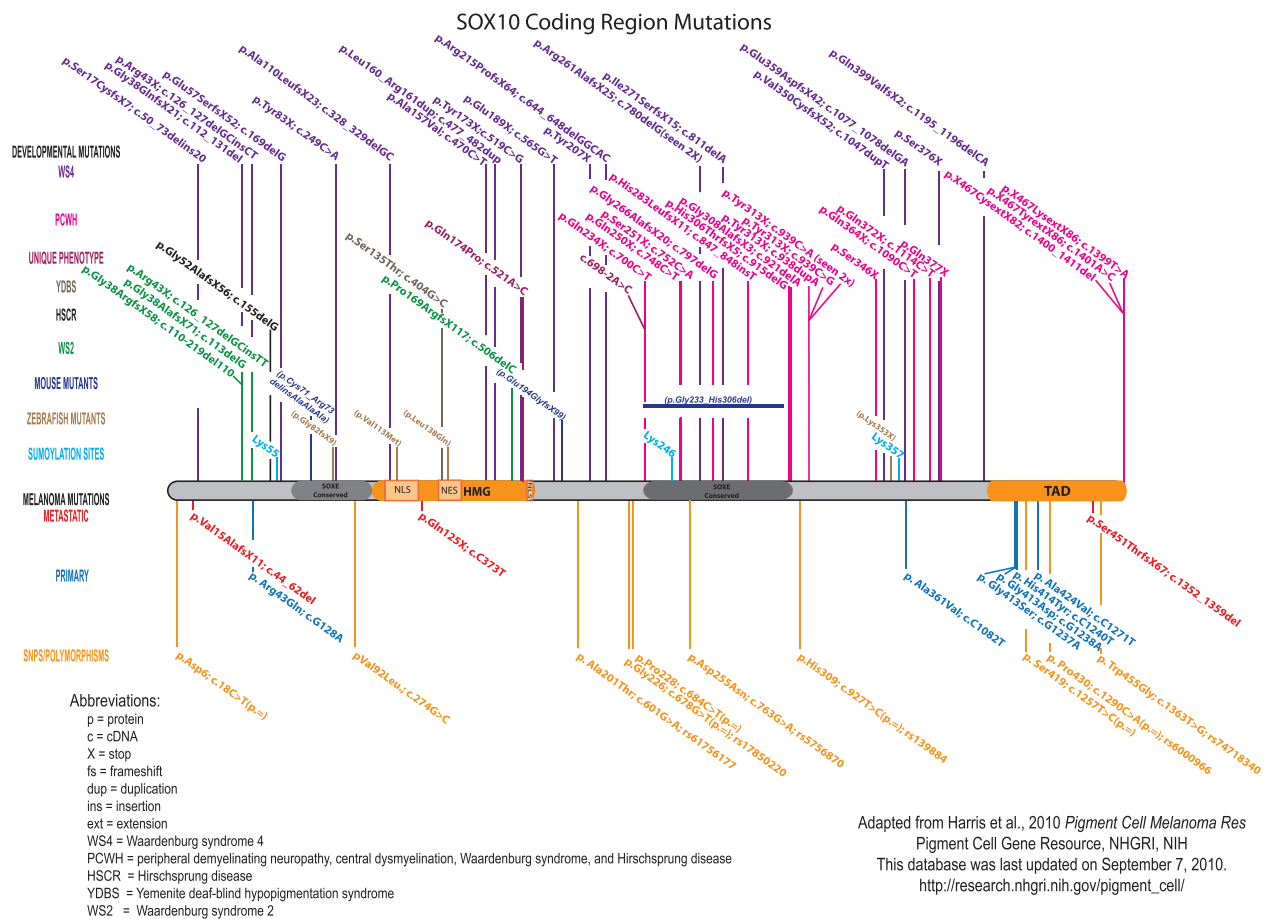 SOX10 Coding Region Mutations
DEVELOPMENTAL MUTATIONS
WS4
p.Ser17CysfsX7; c.50_73delins20
p.Gly38GlnfsX21; c.112_131del
p.Arg43X; c.126_127delGCinsCT
p.Glu57SerfsX52; c.169delG
p.Tyr83X; c.249C>A
p.Ala110LeufsX23; c.328_329delGC
p.Ala157Val; c.470C>T
p.Leu160_Arg161dup; c.477_482dup
p.Tyr173X;c.519C>G
p.Glu189X; c.565G>T
p.Tyr207X
p.Arg215ProfsX64; c.644_648delGGCAC
p.Arg261AlafsX25; c.780delG(seen 2X)
p.Ile271SerfsX15; c.811delA
p.Val350CysfsX52; c.1047dupT
p.Glu359AspfsX42; c.1077_1078delGA
p.Ser376X
p.Gln399ValfsX2; c.1195_1196delCA
PCWH
p.Gln234X; c.700C>T
p.Gln250X; c.748C>T
p.Ser251X; c.752C>A
p.Gly266AlafsX20; c.797delG
p.His283LeufsX11; c.847_848insT
p.His306ThrfsX5; c.915delG
p.Gly308AlafsX3; c.921delA
p.Tyr313X; c.938dupA
p.Tyr313X; c.939C>G
p.Tyr313X; c.939C>A (seen 2x)
p.Ser346X
p.Gln364X; c.1090C>T
p.Gln372X; c.1114C>T
p.Gln377X
p.X467CysextX82; c.1400_1411del
p.X467TyrextX86; c.1401A>C
p.X467LysextX86; c.1399T>A
UNIQUE PHENOTYPE
p.Gln174Pro; c.521A>C
c.698-2A>C
YDBS
p.Ser135Thr; c.404G>C
HSCR
p.Gly52AlafsX56; c.155delG
WS2
p.Gly38ArgfsX58; c.110-219del110
p.Gly38AlafsX71; c.113delG
p.Arg43X; c.126_127delGCinsTT
p.Pro169ArgfsX117; c.506delC
MOUSE MUTANTS
(p.Cys71_Arg73
delinsAlaAlaAla)
(p.Glu194GlyfsX99)
(p.Gly233_His306del)
ZEBRAFISH MUTANTS
(p.Gly82fsX9)
(p.Val113Met)
(p.Leu138Gln)
(p.Lys353X)
SUMOYLATION SITES
Lys55
Lys246
Lys357
SOXE
Conserved
NLS
NES
HMG
NLS
SOXE
Conserved
TAD
MELANOMA MUTATIONS
METASTATIC
p.Val15AlafsX11; c.44_62del
p.Gln125X; c.C373T
p.Ser451ThrfsX67; c.1352_1359del
PRIMARY
p. Arg43Gln; c.G128A
p. Ala361Val; c.C1082T
p. Gly413Ser; c.G1237A
p. Gly413Asp; c.G1238A
p. His414Tyr; c.C1240T
p. Ala424Val; c.C1271T
SNPS/POLYMORPHISMS
p.Asp6; c.18C>T(p.=)
pVal92Leu,; c.274G>C
p. Ala201Thr; c.601G>A; rs61756177
p.Gly226; c.678G>T(p.=); rs17850220
p.Pro228; c.684C>T(p.=)
p.Asp255Asn; c.763G>A; rs5756870
p.His309; c.927T>C(p.=); rs139884
p. Ser419; c.1257T>C(p.=)
p. Pro430; c.1290C>A(p.=); rs6000966
p. Trp455Gly; c.1363T>G; rs74718340
Abbreviations:
p = protein
c = cDNA
X = stop
fs = frameshift
dup = duplication
ins = insertion
ext = extension
WS4 = Waardenburg syndrome 4
PCWH = peripheral demyelinating neuropathy, central dysmyelination, Waardenburg syndrome, and Hirschsprung disease
HSCR = Hirschsprung disease
YDBS = Yemenite deaf-blind hypopigmentation syndrome
WS2 = Waardenburg syndrome 2
Adapted from Harris et al., 2010 Pigment Cell Melanoma Res
Pigment Cell Gene Resource, NHGRI, NIH
This database was last updated on September 7, 2010.
http://research.nhgri.nih.gov/pigment_cell/